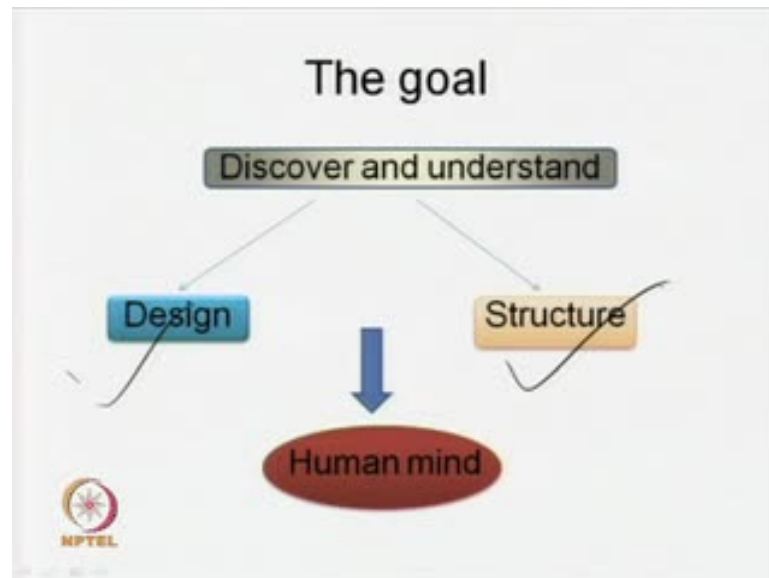 The goal
Discover and understand
Design
Structure
Human mind
NPTEL